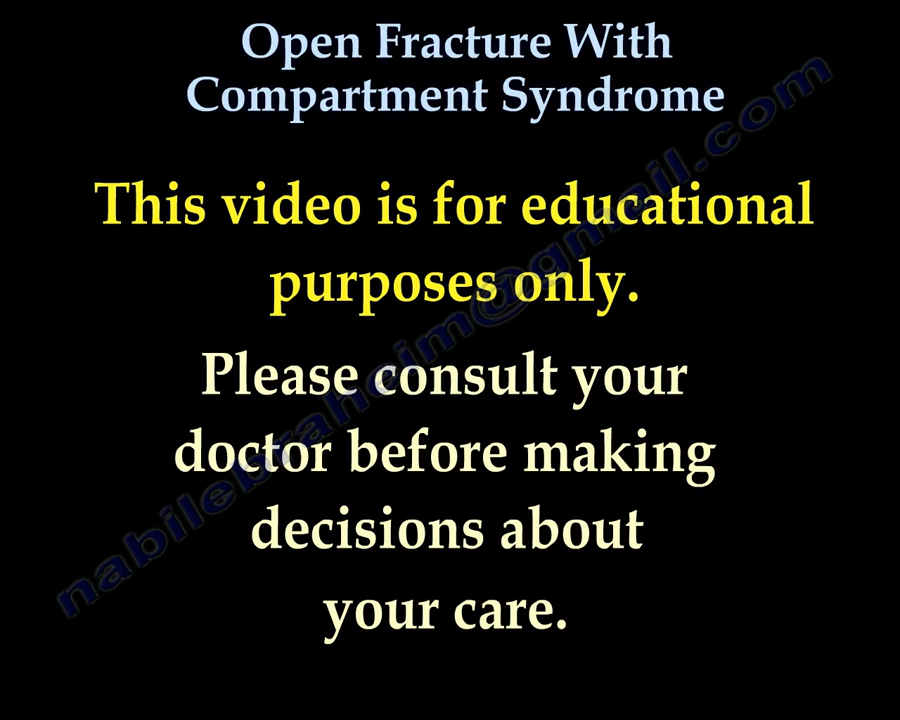 Open Fracture With
Compartment Syndrome
This video is for educational
purposes only.
Please consult your
doctor before making
decisions about
your care.
nabilebraheim@gmail.com